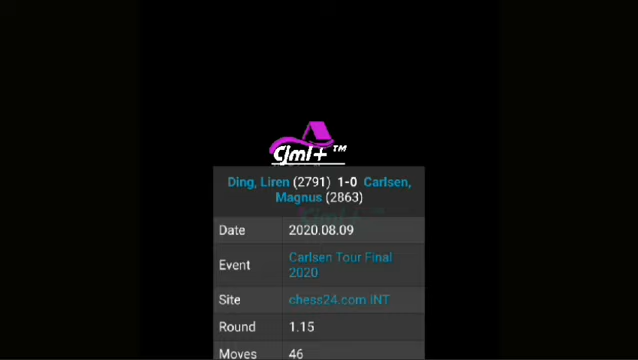 Cjml+ ™
Ding, Liren (2791) 1-0 Carlsen,
Magnus (2863)
Date 2020.08.09
Event Carlsen Tour Final
2020
Site chess24.com INT
Round 1.15
Moves 46